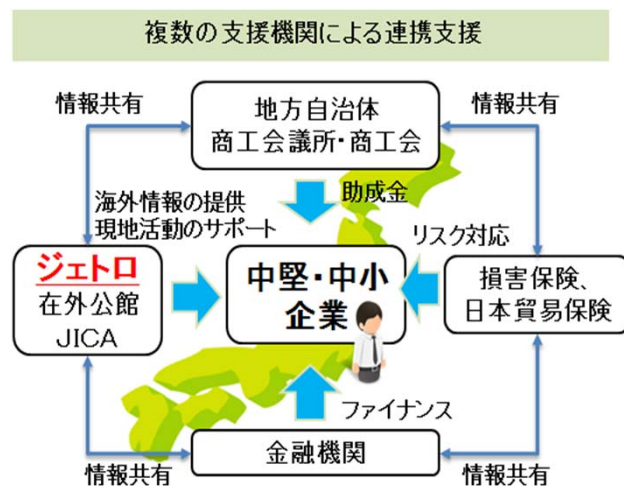 複数の支援機関による連携支援
情報共有
地方自治体
商工会議所・商工会
情報共有
海外情報の提供
現地活動のサポート
助成金
リスク対応
ジェトロ
在外公館
JICA
中堅・中小
企業
損害保険、
日本貿易保険
ファイナンス
情報共有
金融機関
情報共有